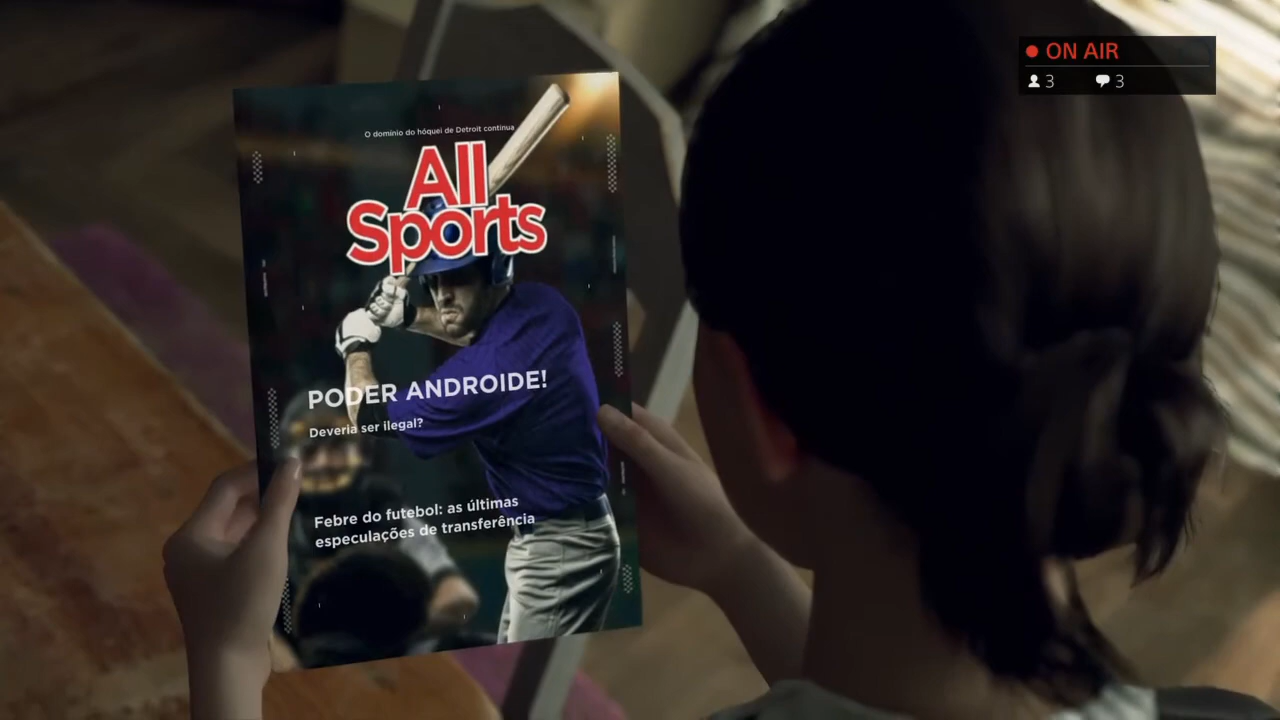 ON AIR
3 3
O domínio do hóquei de Detroit continua
All
Sports
PODER ANDROIDE!
Deveria ser ilegal?
Febre do futebol: as últimas
especulações de transferência